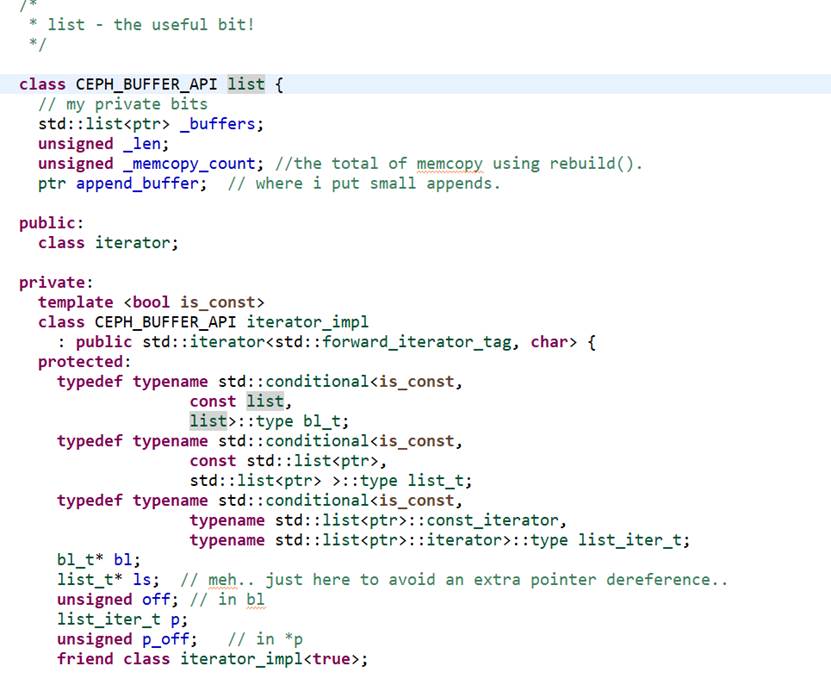 /*
 * list - the useful bit!
 */
class CEPH_BUFFER_API list {
  // my private bits
  std::list<ptr> _buffers;
  unsigned _len;
  unsigned _memcopy_count; //the total of memcopy using rebuild().
  ptr append_buffer;  // where i put small appends.
public:
  class iterator;
private:
  template <bool is_const>
  class CEPH_BUFFER_API iterator_impl
    : public std::iterator<std::forward_iterator_tag, char> {
  protected:
    typedef typename std::conditional<is_const,
                  const list,
                  list>::type bl_t;
    typedef typename std::conditional<is_const,
                  const std::list<ptr>,
                  std::list<ptr> >::type list_t;
    typedef typename std::conditional<is_const,
                  typename std::list<ptr>::const_iterator,
                  typename std::list<ptr>::iterator>::type list_iter_t;
    bl_t* bl;
    list_t* ls;  // meh.. just here to avoid an extra pointer dereference..
    unsigned off; // in bl
    list_iter_t p;
    unsigned p_off;   // in *p
    friend class iterator_impl<true>;